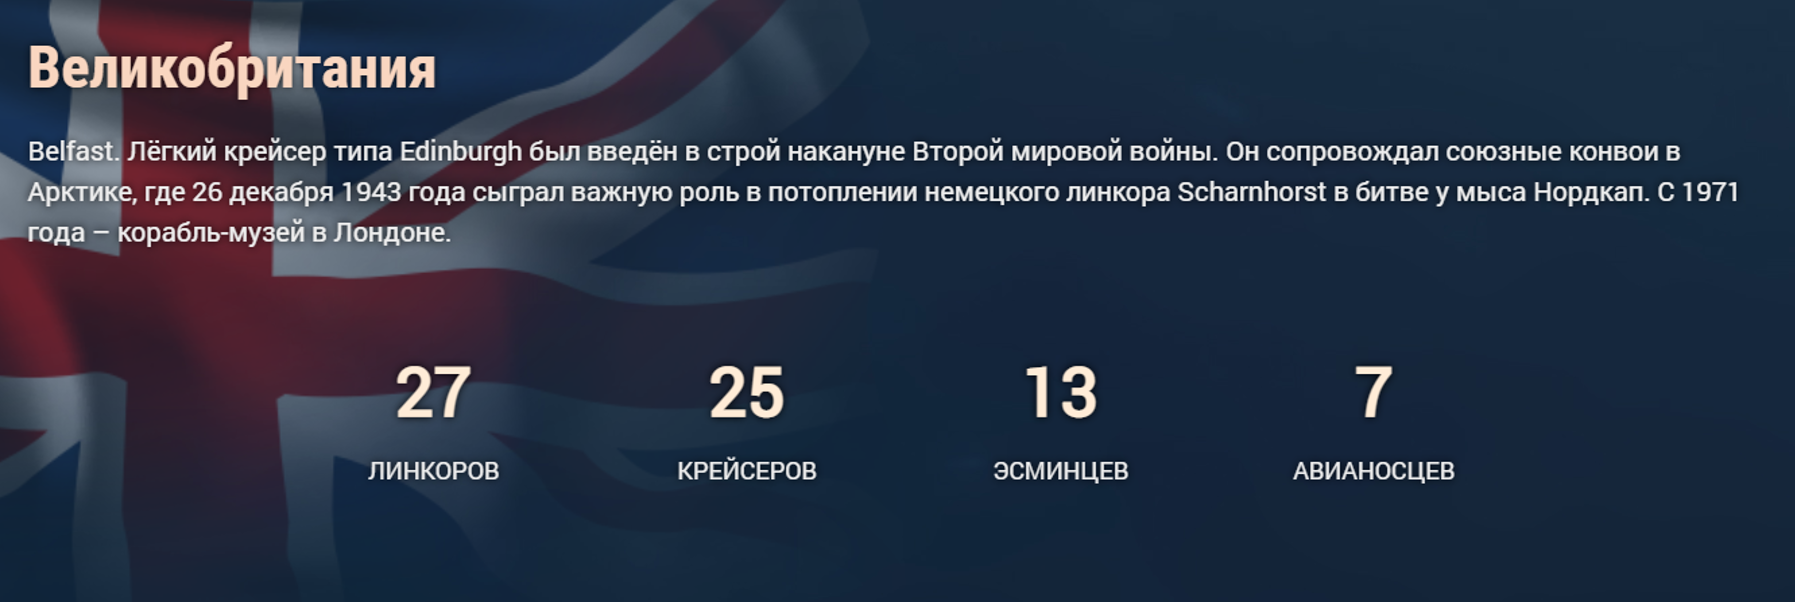 Великобритания
Belfast. Лёгкий крейсер типа Edinburgh был введён в строй накануне Второй мировой войны. Он сопровождал союзные конвои в
Арктике, где 26 декабря 1943 года сыграл важную роль в потоплении немецкого линкора Scharnhorst в битве у мыса Нордкап. С 1971
года – корабль-музей в Лондоне.
27 25 13 7
ЛИНКОРОВ КРЕЙСЕРОВ ЭСМИНЦЕВ АВИАНОСЦЕВ